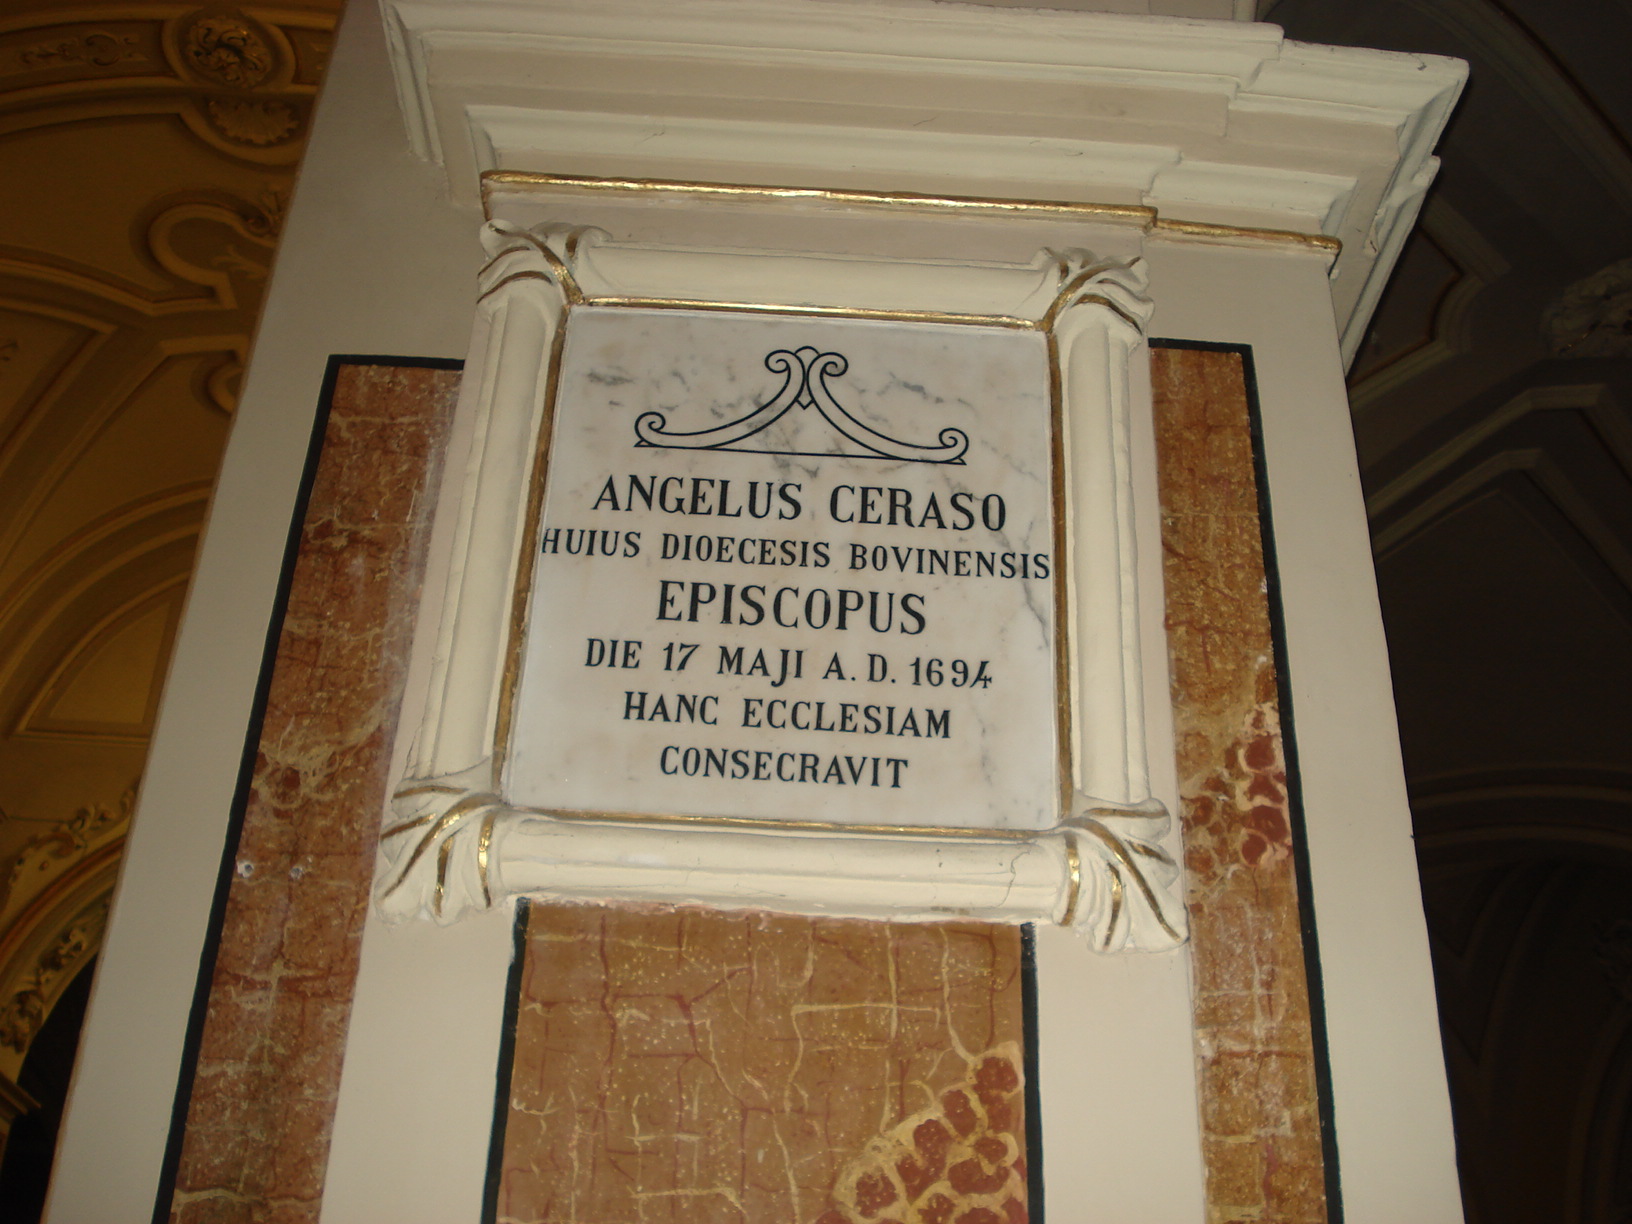 ANGELUS CERASO
HUIUS DIOECESIS BOVINENSIS
EPISCOPUS
DIE 17 MAJI A. D. 1694
HANC ECCLESIAM
CONSECRAVIT